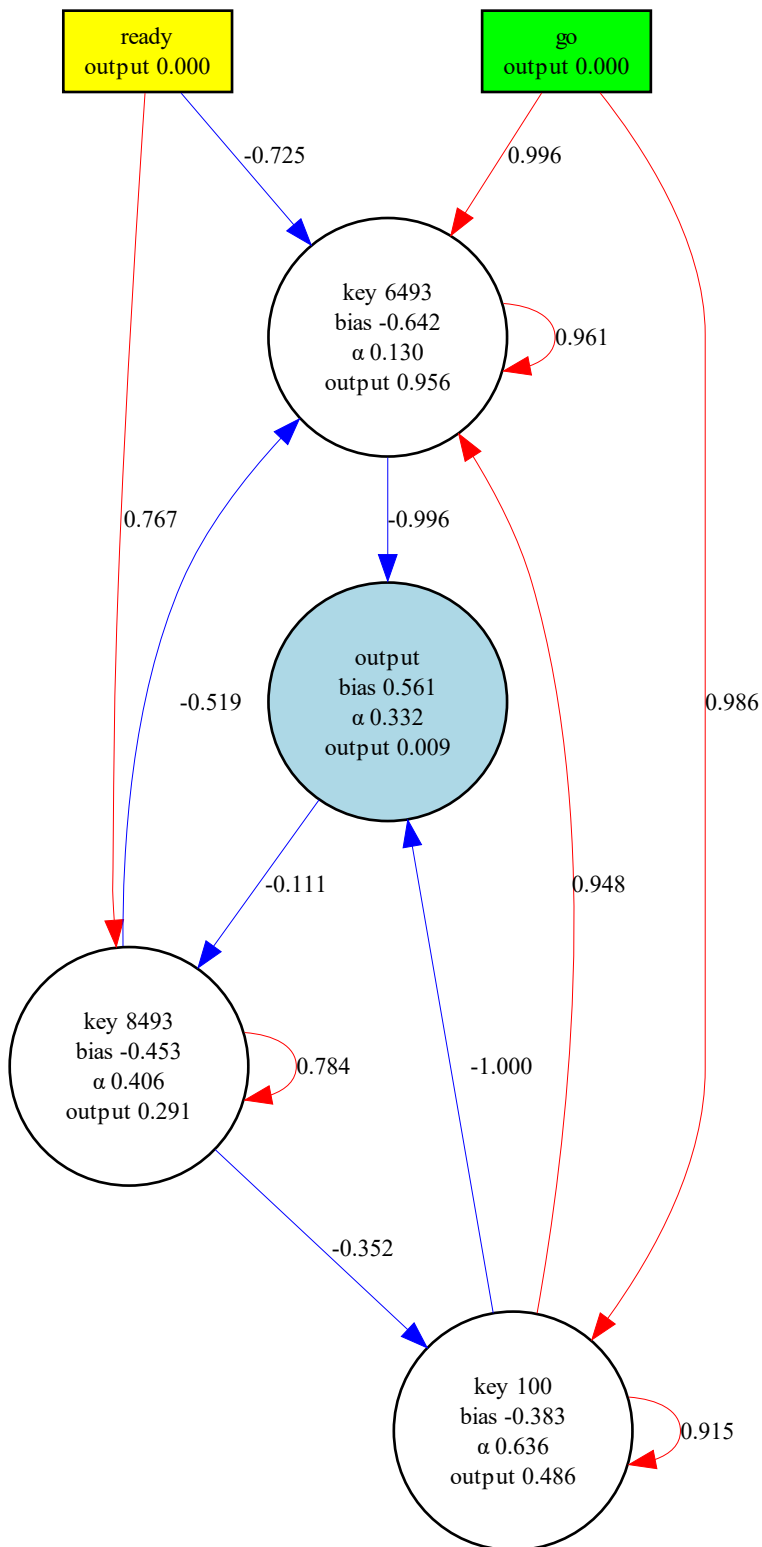 ready
output 0.000
go
output 0.000
-0.725
0.996
key 6493
bias -0.642
α 0.130
output 0.956
0.961
0.767
-0.996
-0.519
output
bias 0.561
α 0.332
output 0.009
0.986
-0.111
0.948
key 8493
bias -0.453
α 0.406
output 0.291
0.784
-1.000
-0.352
key 100
bias -0.383
α 0.636
output 0.486
0.915